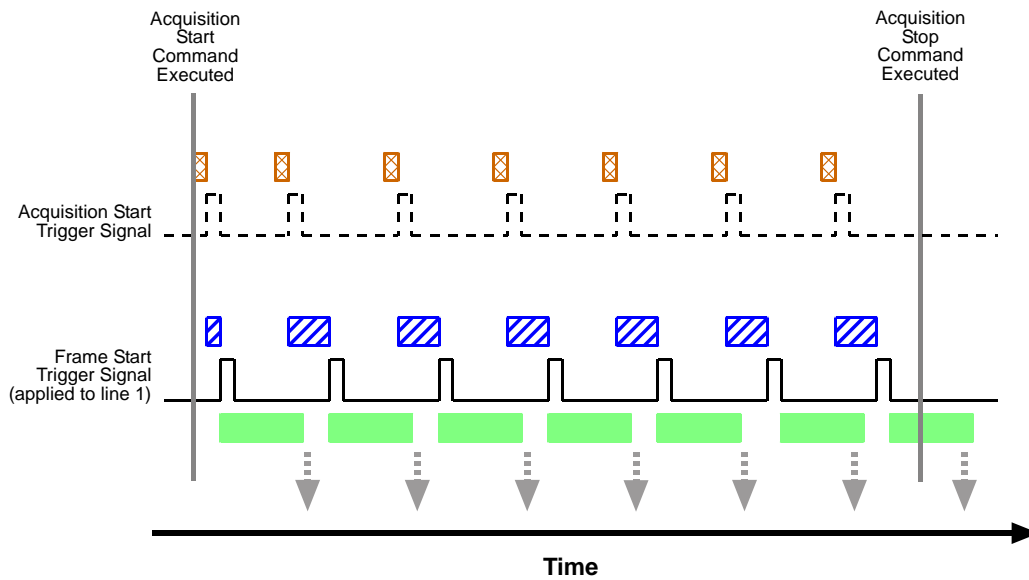 Acquisition
Start
Command
Executed
Acquisition
Stop
Command
Executed
Acquisition Start
Trigger Signal
Frame Start
Trigger Signal
(applied to line 1)
Time